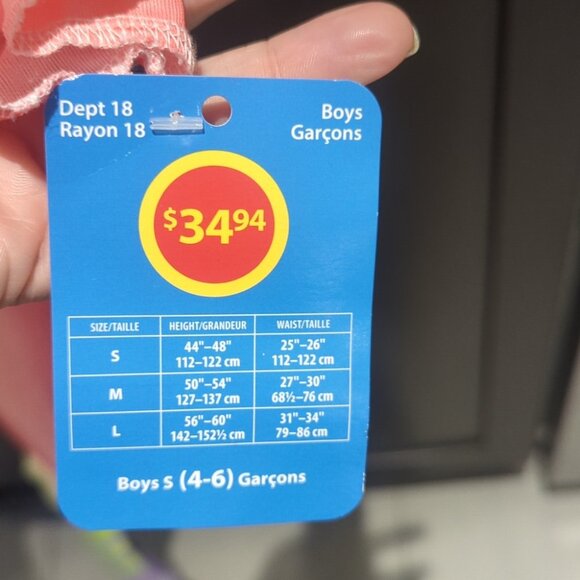 Dept 18
Rayon 18
Boys
Garçons
$34.94
SIZE/TAILLE HEIGHT/GRANDEUR WAIST/TAILLE
S 44"–48" 25"–26"
112–122 cm 112–122 cm
M 50"–54" 27"–30"
127–137 cm 68½–76 cm
L 56"–60" 31"–34"
142–152½ cm 79–86 cm
Boys S (4-6) Garçons